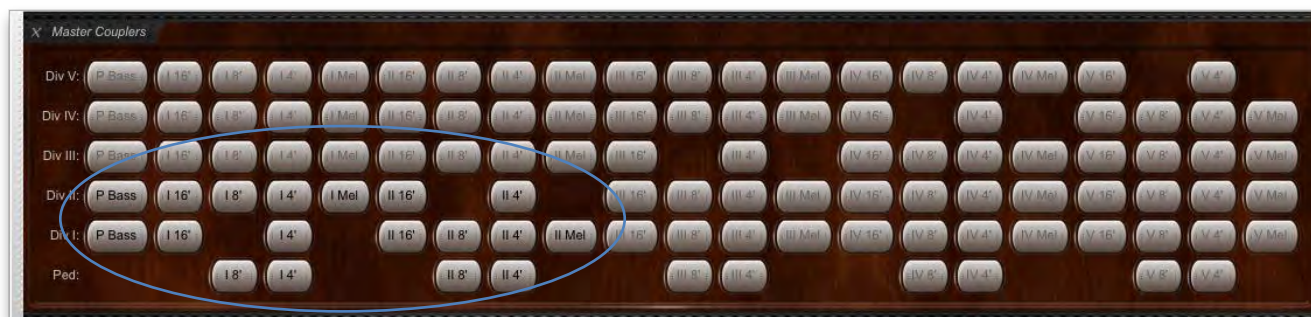 X Master Couplers
Div V: P Bass I 16' I 8' I 4' I Mel II 16' II 8' II 4' II Mel III 16' III 8' III 4' III Mel IV 16' IV 8' IV 4' IV Mel V 16' V 4'
Div IV: P Bass I 16' I 8' I 4' I Mel II 16' II 8' II 4' II Mel III 16' III 8' III 4' III Mel IV 16' IV 4' V 16' V 8' V 4' V Mel
Div III: P Bass I 16' I 8' I 4' I Mel II 16' II 8' II 4' II Mel III 16' III 4' IV 16' IV 8' IV 4' IV Mel V 16' V 8' V 4' V Mel
Div II: P Bass I 16' I 8' I 4' I Mel II 16' II 4' III 16' III 8' III 4' III Mel IV 16' IV 8' IV 4' IV Mel V 16' V 8' V 4' V Mel
Div I: P Bass I 16' I 4' II 16' II 8' II 4' II Mel III 16' III 8' III 4' III Mel IV 16' IV 8' IV 4' IV Mel V 16' V 8' V 4' V Mel
Ped: I 8' I 4' II 8' II 4' III 8' III 4' IV 8' IV 4' V 8' V 4'